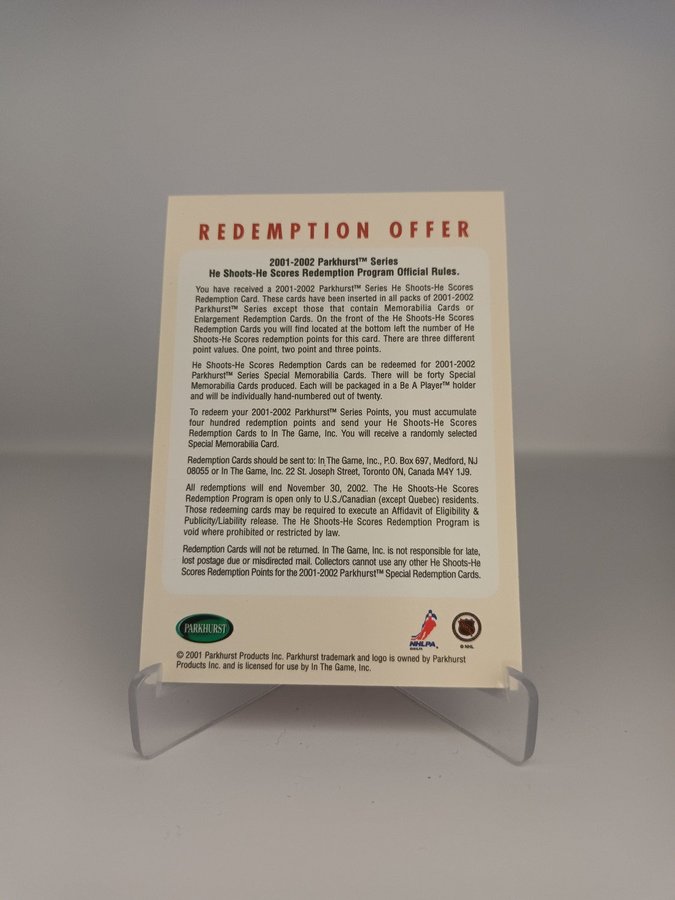 REDEMPTION OFFER
2001-2002 Parkhurst™ Series
He Shoots-He Scores Redemption Program Official Rules.
You have received a 2001-2002 Parkhurst™ Series He Shoots-He Scores
Redemption Card. These cards have been inserted in all packs of 2001-2002
Parkhurst™ Series except those that contain Memorabilia Cards or
Enlargement Redemption Cards. On the front of the He Shoots-He Scores
Redemption Cards you will find located at the bottom left the number of He
Shoots-He Scores redemption points for this card. There are three different
point values. One point, two point and three points.
He Shoots-He Scores Redemption Cards can be redeemed for 2001-2002
Parkhurst™ Series Special Memorabilia Cards. There will be forty Special
Memorabilia Cards produced. Each will be packaged in a Be A Player™ holder
and will be individually hand-numbered out of twenty.
To redeem your 2001-2002 Parkhurst™ Series Points, you must accumulate
four hundred redemption points and send your He Shoots-He Scores
Redemption Cards to In The Game, Inc. You will receive a randomly selected
Special Memorabilia Card.
Redemption Cards should be sent to: In The Game, Inc., P.O. Box 697, Medford, NJ
08055 or In The Game, Inc. 22 St. Joseph Street, Toronto ON, Canada M4Y 1J9.
All redemptions will end November 30, 2002. The He Shoots-He Scores
Redemption Program is open only to U.S./Canadian (except Quebec) residents.
Those redeeming cards may be required to execute an Affidavit of Eligibility &
Publicity/Liability release. The He Shoots-He Scores Redemption Program is
void where prohibited or restricted by law.
Redemption Cards will not be returned. In The Game, Inc. is not responsible for late,
lost postage due or misdirected mail. Collectors cannot use any other He Shoots-He
Scores Redemption Points for the 2001-2002 Parkhurst™ Special Redemption Cards.
PARKHURST
NHLPA
© NHL
© 2001 Parkhurst Products Inc. Parkhurst trademark and logo is owned by Parkhurst
Products Inc. and is licensed for use by In The Game, Inc.